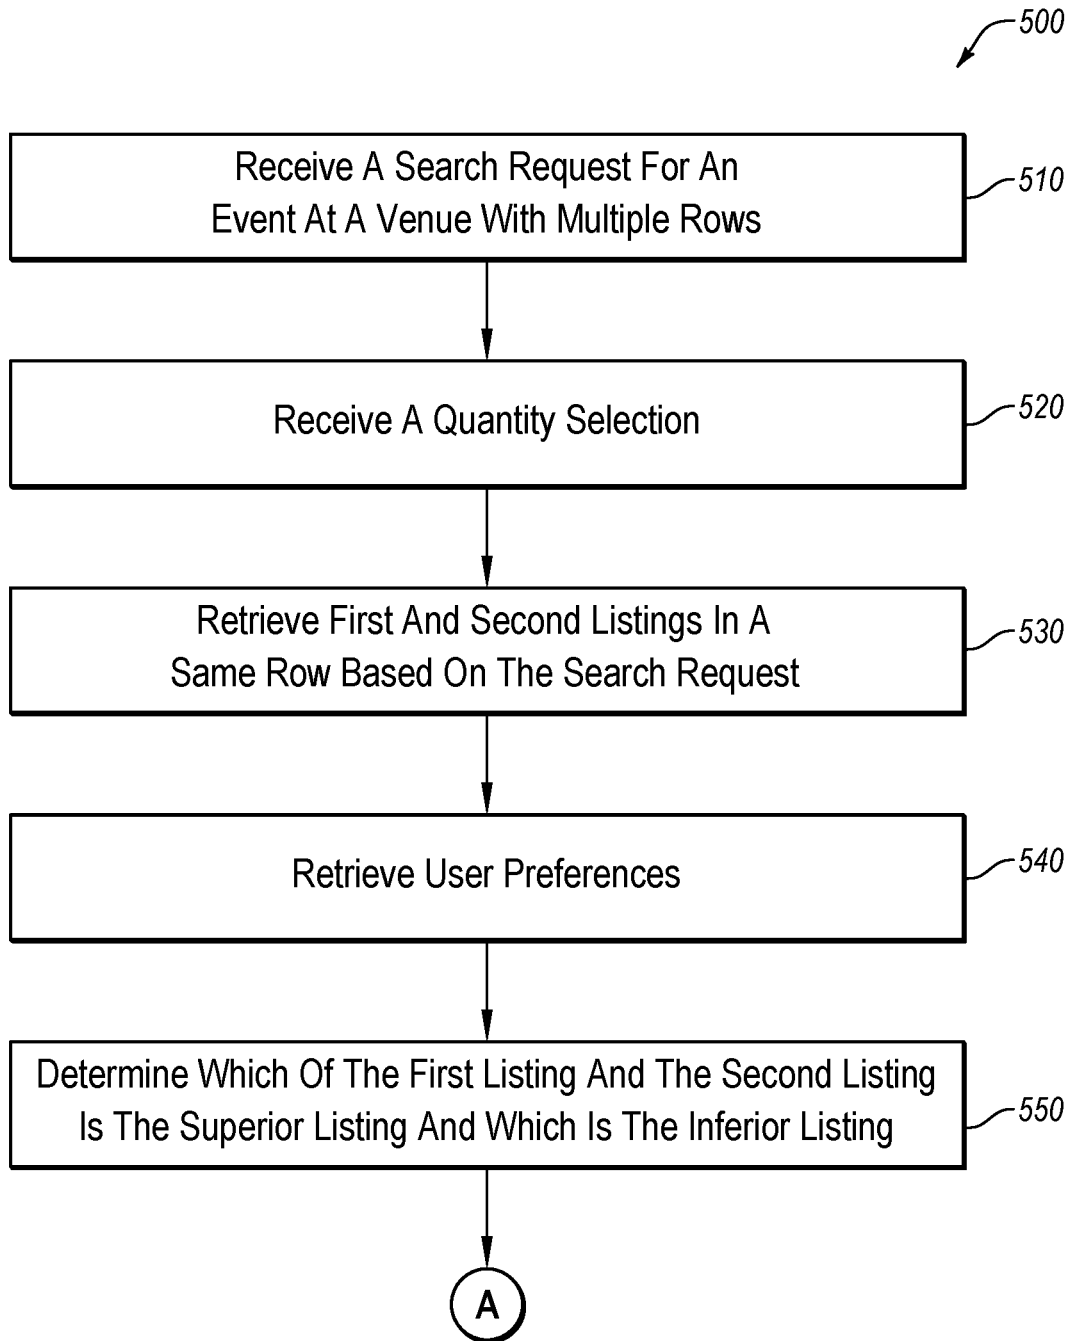 500
Receive A Search Request For An
Event At A Venue With Multiple Rows
510
Receive A Quantity Selection
520
Retrieve First And Second Listings In A
Same Row Based On The Search Request
530
Retrieve User Preferences
540
Determine Which Of The First Listing And The Second Listing
Is The Superior Listing And Which Is The Inferior Listing
550
A